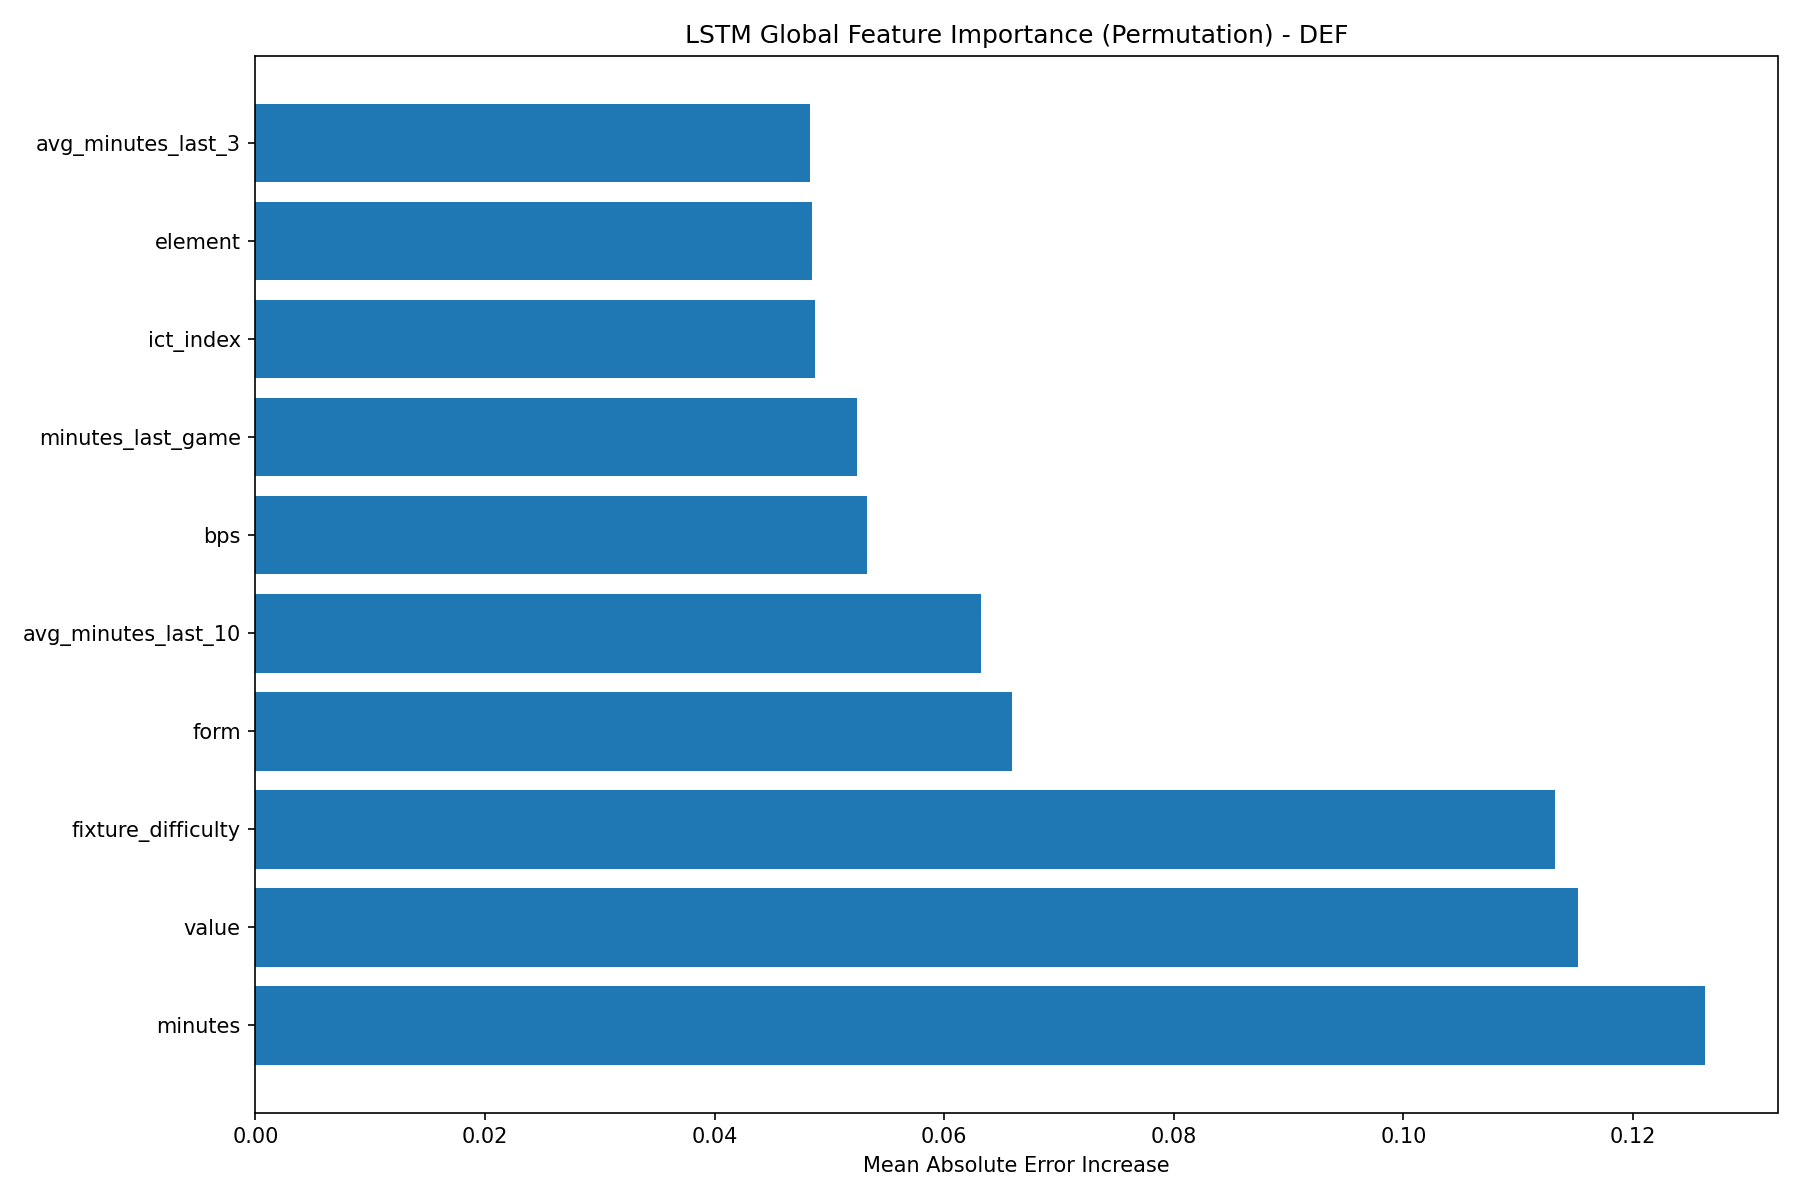 LSTM Global Feature Importance (Permutation) - DEF
avg_minutes_last_3
element
ict_index
minutes_last_game
bps
avg_minutes_last_10
form
fixture_difficulty
value
minutes
0.00 0.02 0.04 0.06 0.08 0.10 0.12
Mean Absolute Error Increase